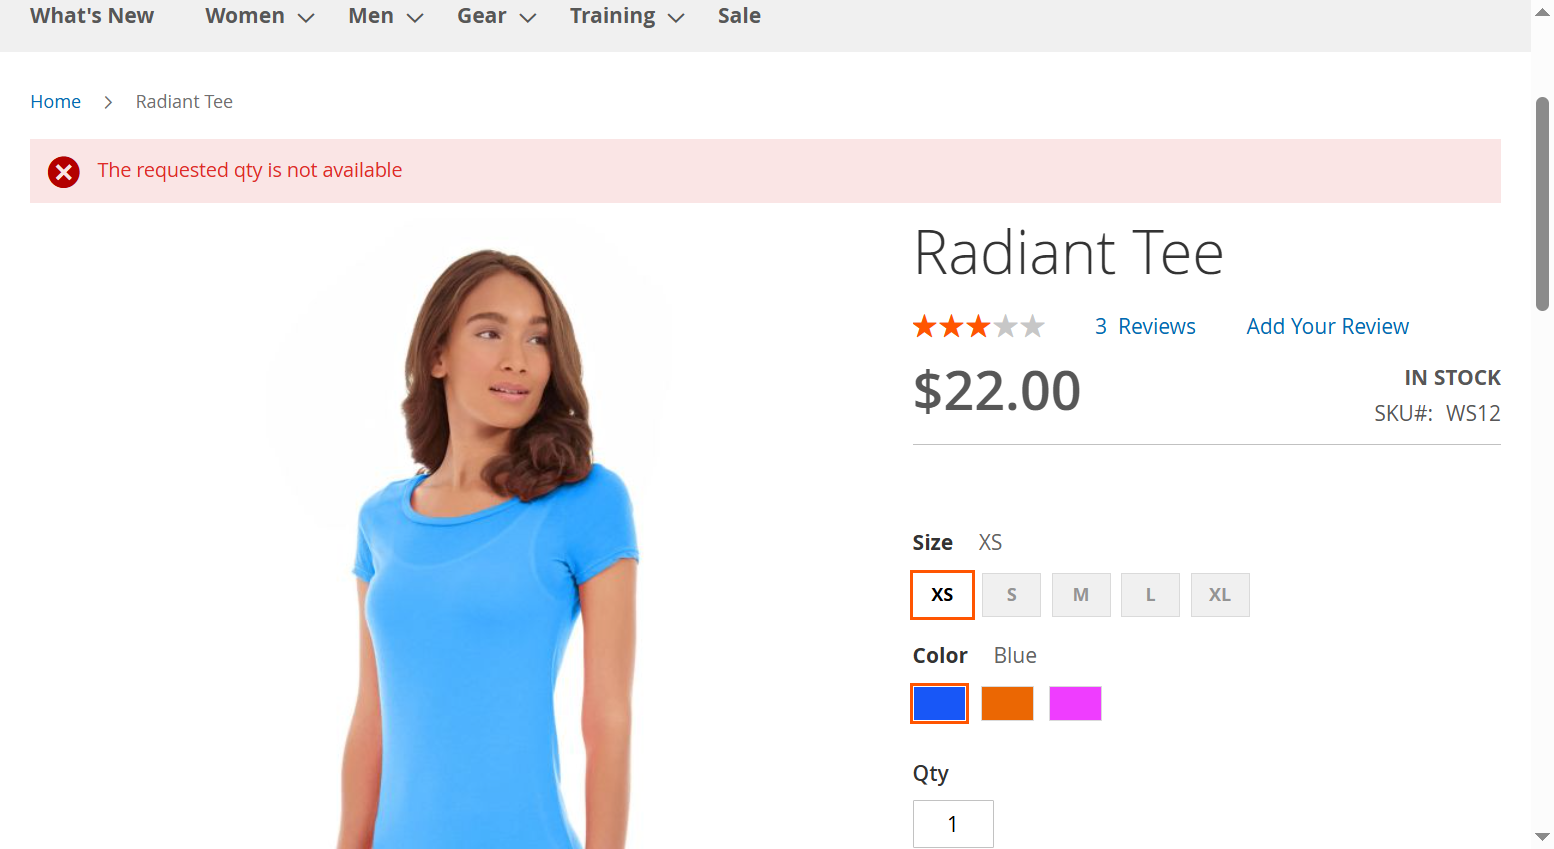 What's New Women Men Gear Training Sale
Home Radiant Tee
The requested qty is not available
Radiant Tee
3 Reviews Add Your Review
$22.00
IN STOCK
SKU#: WS12
Size XS
XS S M L XL
Color Blue
Qty
1